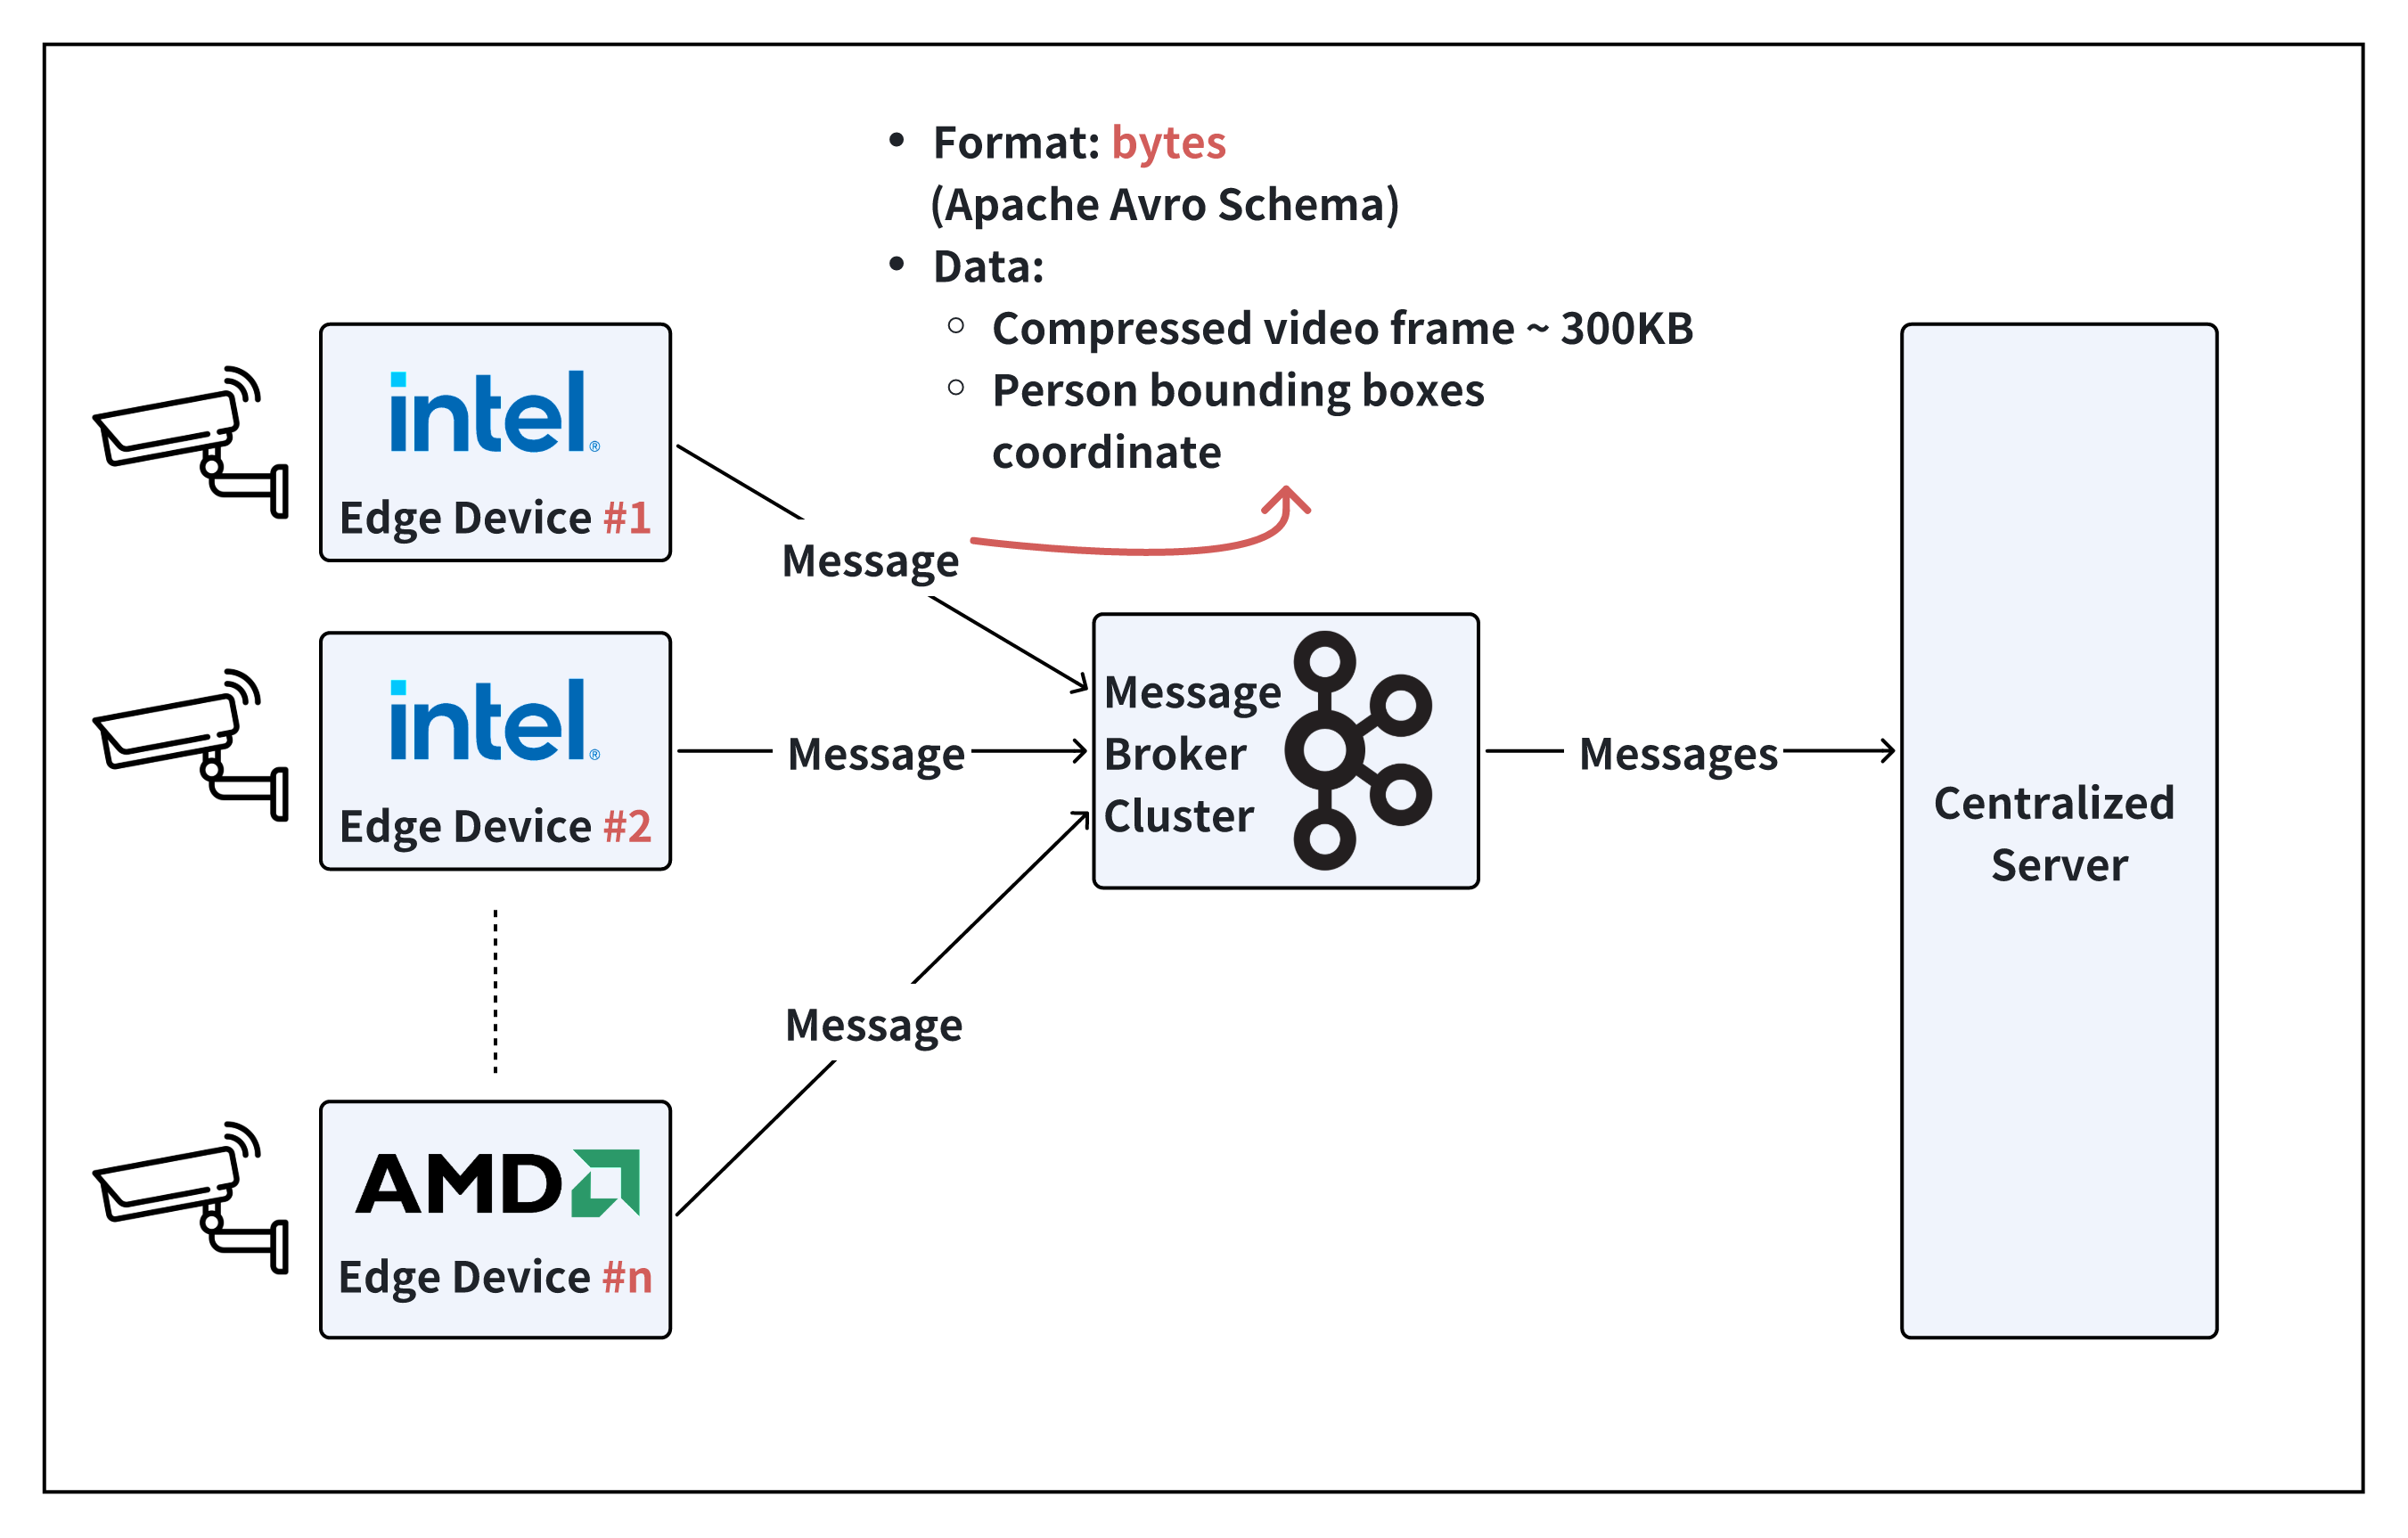 Format: bytes
(Apache Avro Schema)
Data:
Compressed video frame ~ 300KB
Person bounding boxes
coordinate
intel®
Edge Device #1
Message
intel®
Edge Device #2
Message
Message
Broker
Cluster
Messages
Centralized
Server
Message
AMD
Edge Device #n